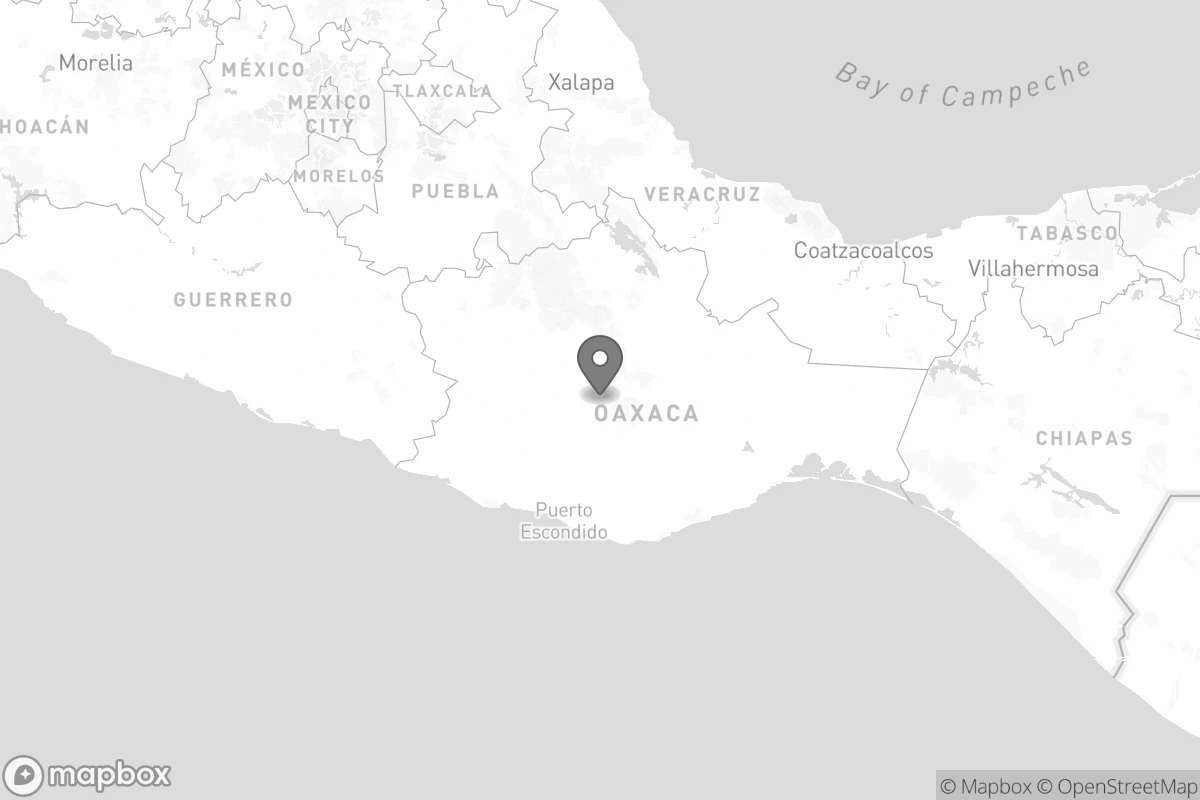 Morelia
MÉXICO
Xalapa
Bay of Campeche
TLAXCALA
MEXICO
CITY
HOACÁN
MORELOS
PUEBLA
VERACRUZ
TABASCO
Coatzacoalcos
Villahermosa
GUERRERO
OAXACA
CHIAPAS
Puerto
Escondido
mapbox
© Mapbox © OpenStreetMap